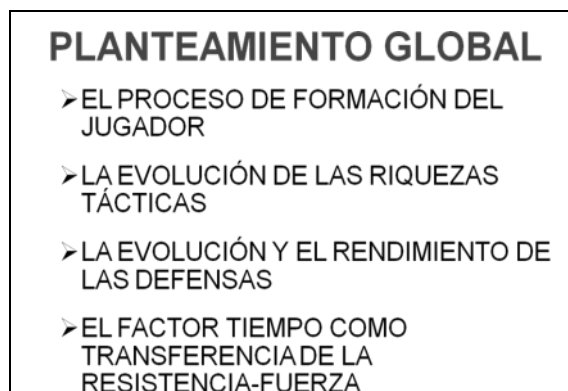 PLANTEAMIENTO GLOBAL
➢EL PROCESO DE FORMACIÓN DEL
JUGADOR
➢LA EVOLUCIÓN DE LAS RIQUEZAS
TÁCTICAS
➢LA EVOLUCIÓN Y EL RENDIMIENTO DE
LAS DEFENSAS
➢EL FACTOR TIEMPO COMO
TRANSFERENCIA DE LA
RESISTENCIA-FUERZA